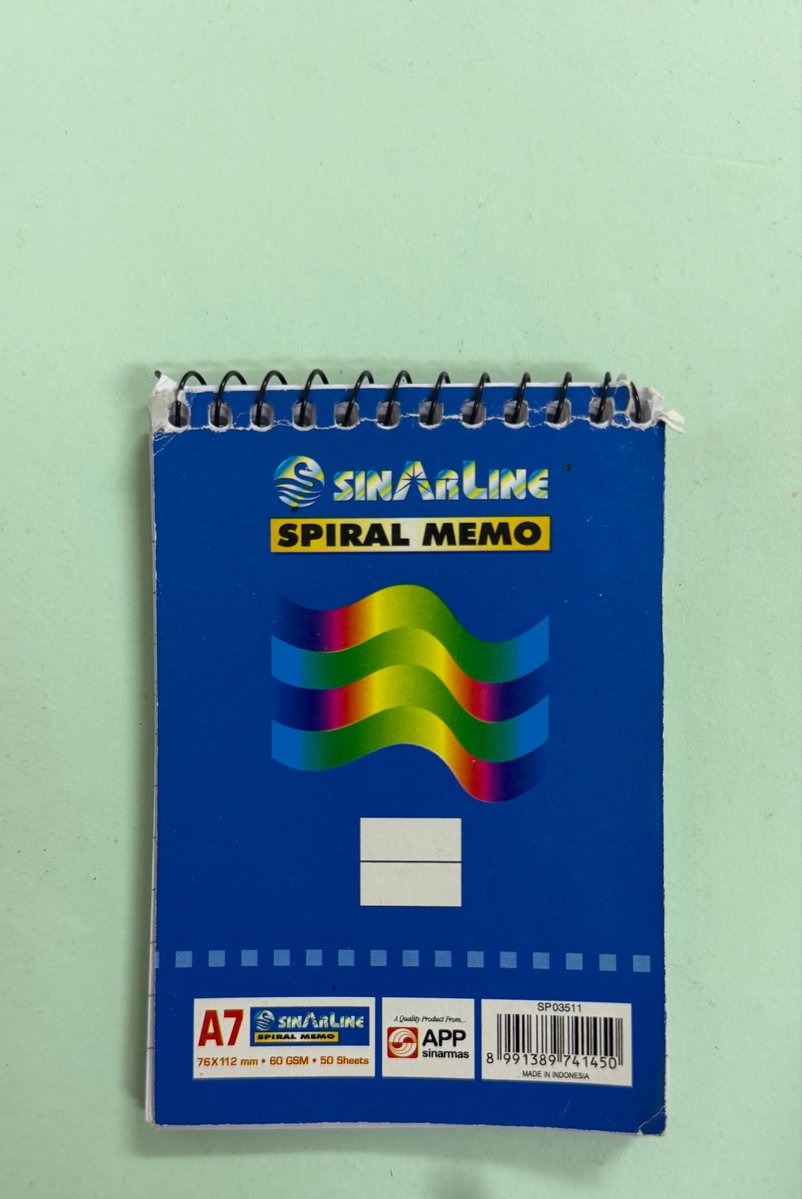 SINARLINE
SPIRAL MEMO
A7
SINARLINE
SPIRAL MEMO
76X112 mm • 60 GSM • 50 Sheets
A Quality Product From...
APP
sinarmas
SP03511
8 991389 741450
MADE IN INDONESIA